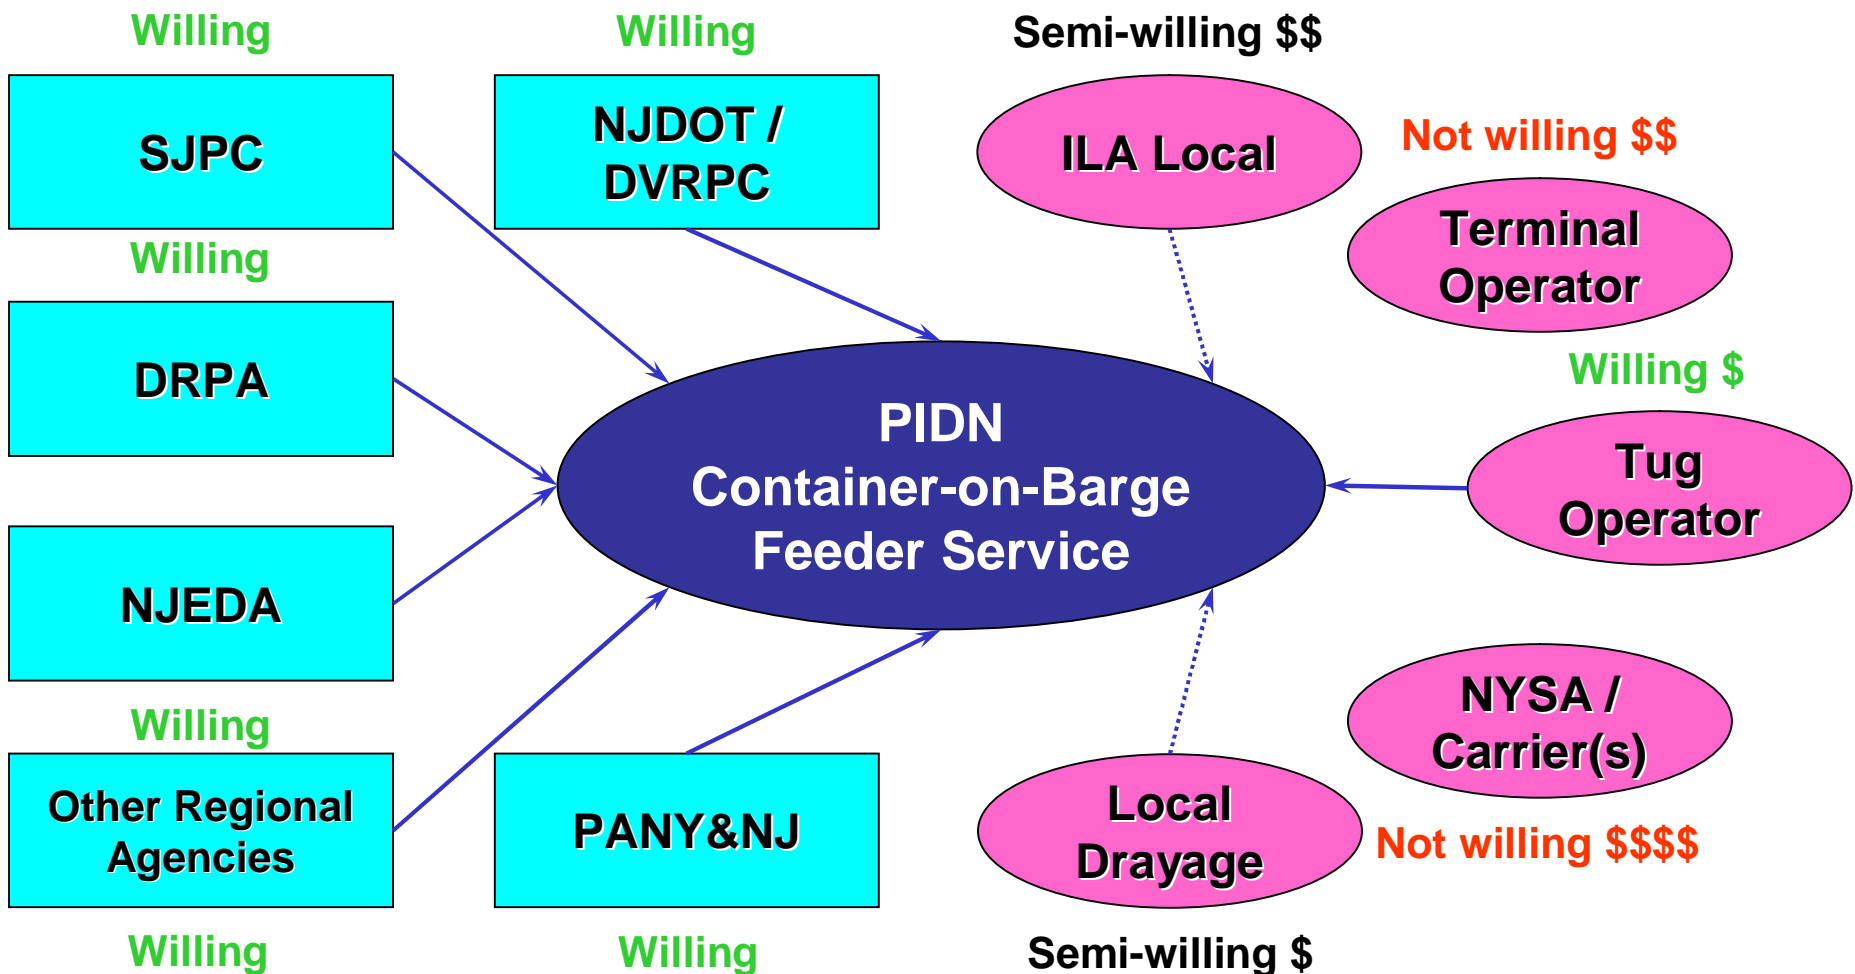 Willing
SJPC
Willing
NJDOT /
DVRPC
Semi-willing $$
ILA Local
Not willing $$
Terminal
Operator
Willing
DRPA
Willing $
Tug
Operator
PIDN
Container-on-Barge
Feeder Service
NJEDA
Willing
NYSA /
Carrier(s)
Not willing $$$$
Other Regional
Agencies
Willing
PANY&NJ
Willing
Local
Drayage
Semi-willing $